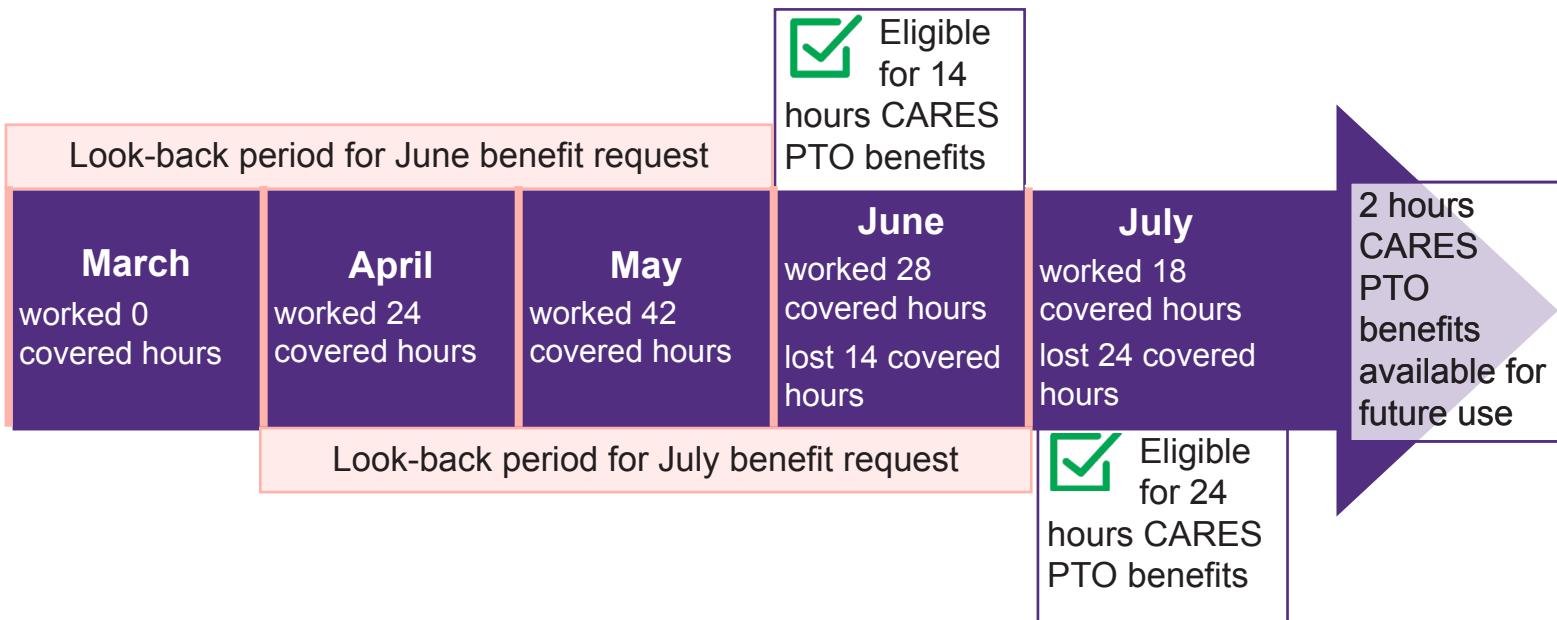 Eligible
for 14
hours CARES
PTO benefits
Look-back period for June benefit request
March
worked 0
covered hours
April
worked 24
covered hours
May
worked 42
covered hours
June
worked 28
covered hours
lost 14 covered
hours
July
worked 18
covered hours
lost 24 covered
hours
2 hours
CARES
PTO
benefits
available for
future use
Look-back period for July benefit request
Eligible
for 24
hours CARES
PTO benefits